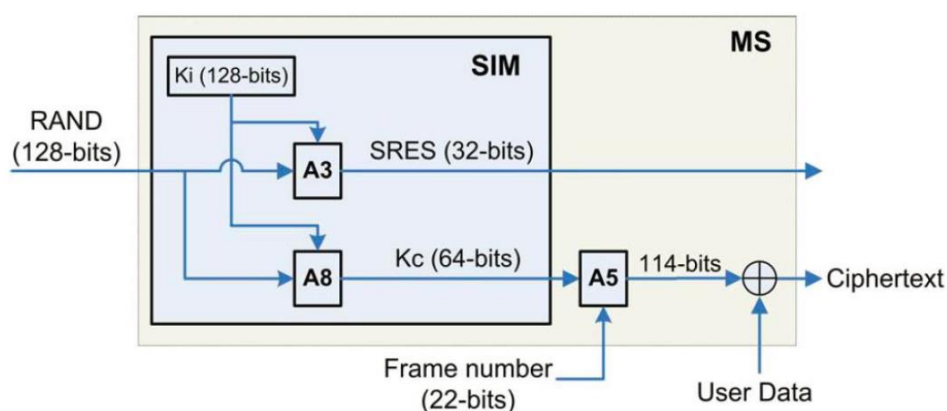 MS
SIM
Ki (128-bits)
RAND
(128-bits)
A3
SRES (32-bits)
A8
Kc (64-bits)
A5
114-bits
Ciphertext
Frame number
(22-bits)
User Data